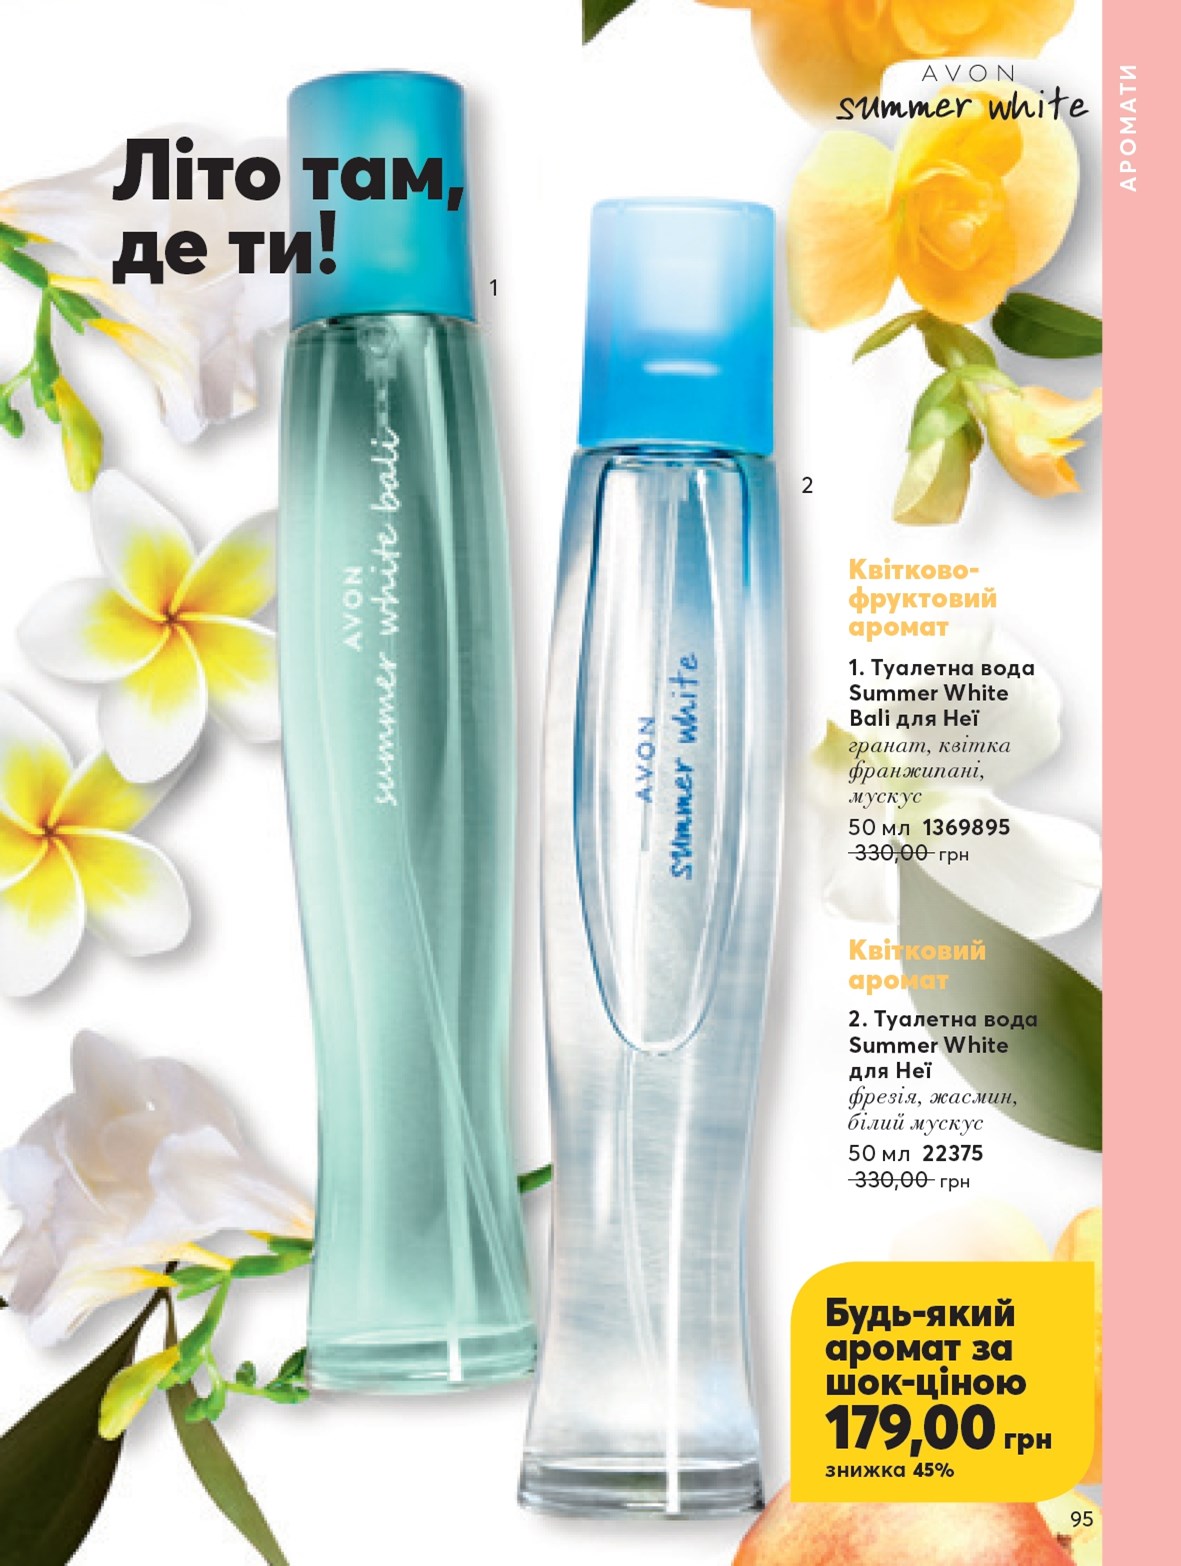 AVON
summer white
АРОМАТИ
Літо там,
де ти!
1
AVON
summer white bali
2
AVON
summer white
Квітково-
фруктовий
аромат
1. Туалетна вода
Summer White
Bali для Неї
гранат, квітка
франжипані,
мускус
50 мл 1369895
330,00 грн
Квітковий
аромат
2. Туалетна вода
Summer White
для Неї
фрезія, жасмин,
білий мускус
50 мл 22375
330,00 грн
Будь-який
аромат за
шок-ціною
179,00 грн
знижка 45%
95